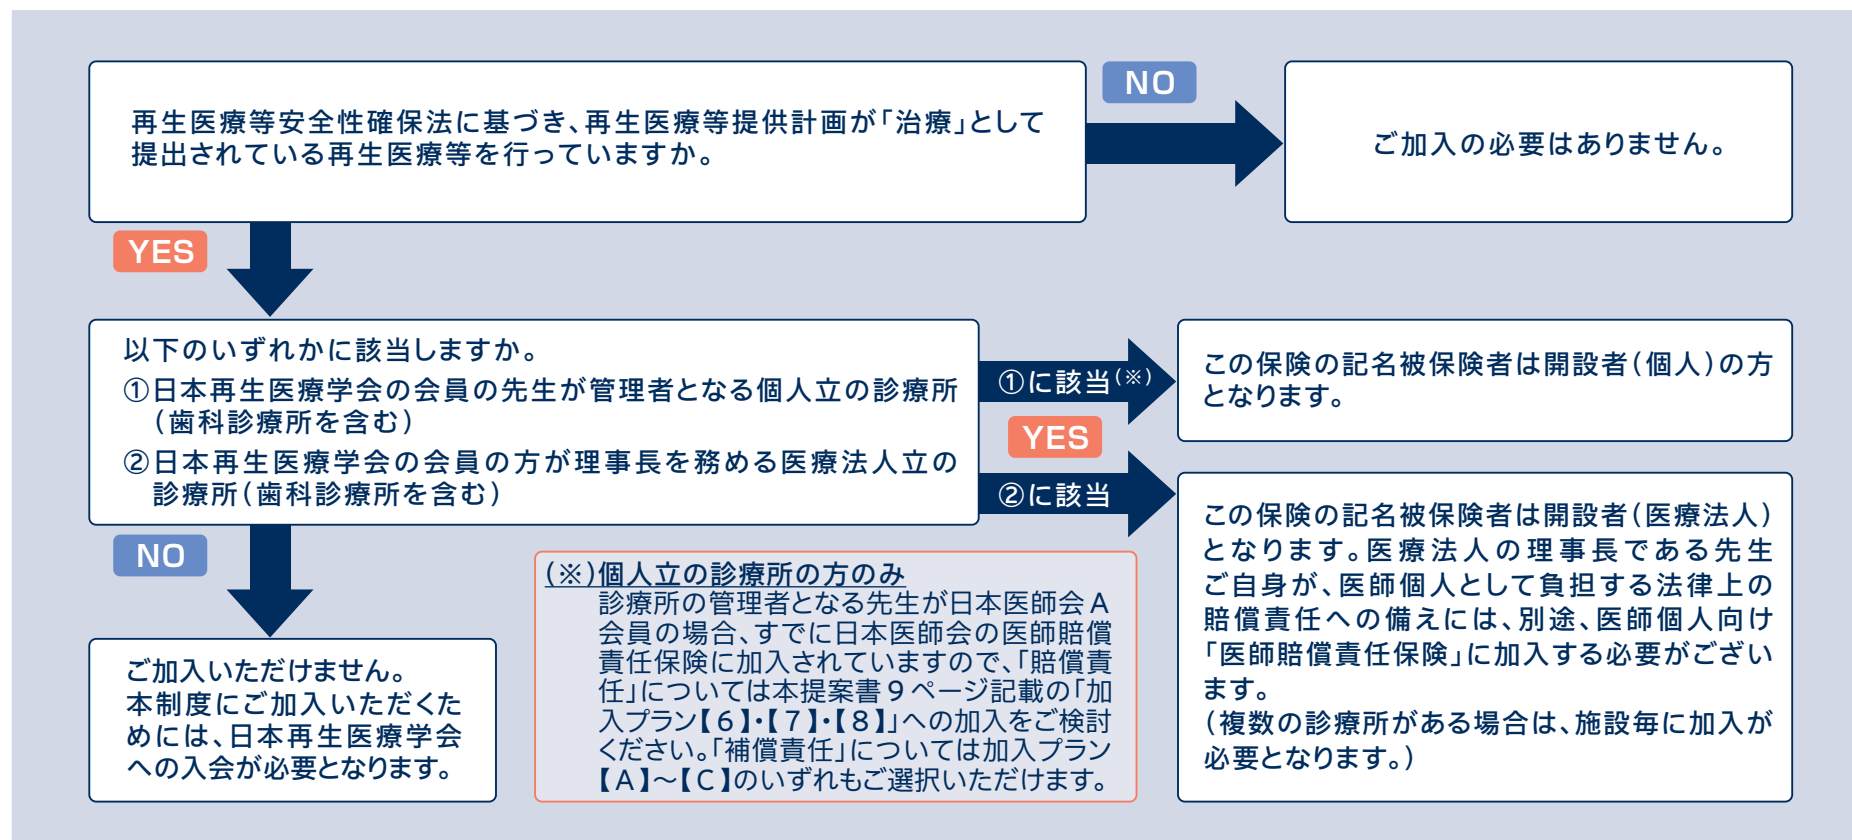 再生医療等安全性確保法に基づき、再生医療等提供計画が「治療」として
提出されている再生医療等を行っていますか。
NO
ご加入の必要はありません。
YES
以下のいずれかに該当しますか。
①日本再生医療学会の会員の先生が管理者となる個人立の診療所
（歯科診療所を含む）
②日本再生医療学会の会員の方が理事長を務める医療法人立の
診療所（歯科診療所を含む）
①に該当(※)
YES
②に該当
この保険の記名被保険者は開設者（個人）の方
となります。
この保険の記名被保険者は開設者（医療法人）
となります。医療法人の理事長である先生
ご自身が、医師個人として負担する法律上の
賠償責任への備えには、別途、医師個人向け
「医師賠償責任保険」に加入する必要がござい
ます。
（複数の診療所がある場合は、施設毎に加入が
必要となります。）
NO
ご加入いただけません。
本制度にご加入いただくた
めには、日本再生医療学会
への入会が必要となります。
(※)個人立の診療所の方のみ
診療所の管理者となる先生が日本医師会A
会員の場合、すでに日本医師会の医師賠償
責任保険に加入されていますので、「賠償責
任」については本提案書9ページ記載の「加
入プラン【6】・【7】・【8】」への加入をご検討
ください。「補償責任」については加入プラン
【A】～【C】のいずれもご選択いただけます。